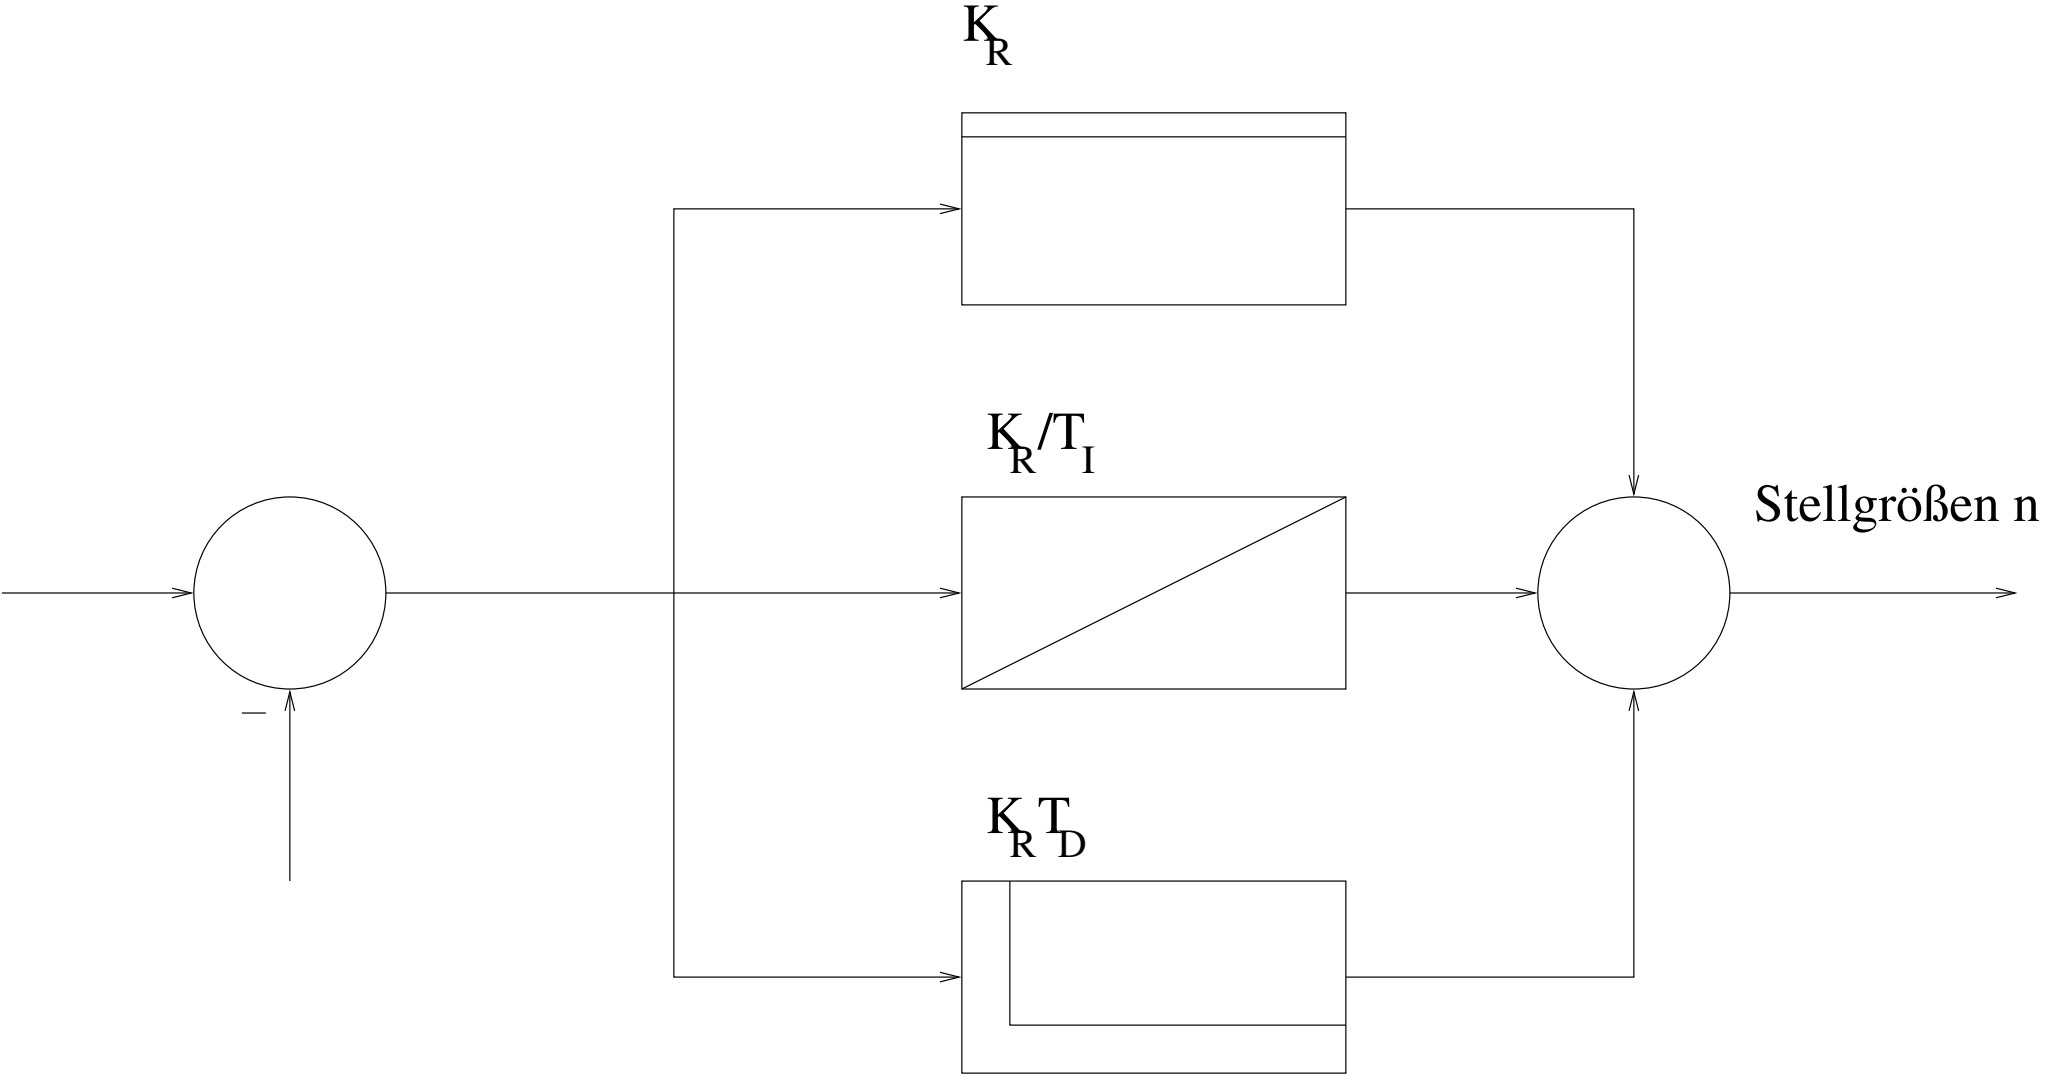 K_R
K_R/T_I
Stellgrößen n
–
K_R T_D